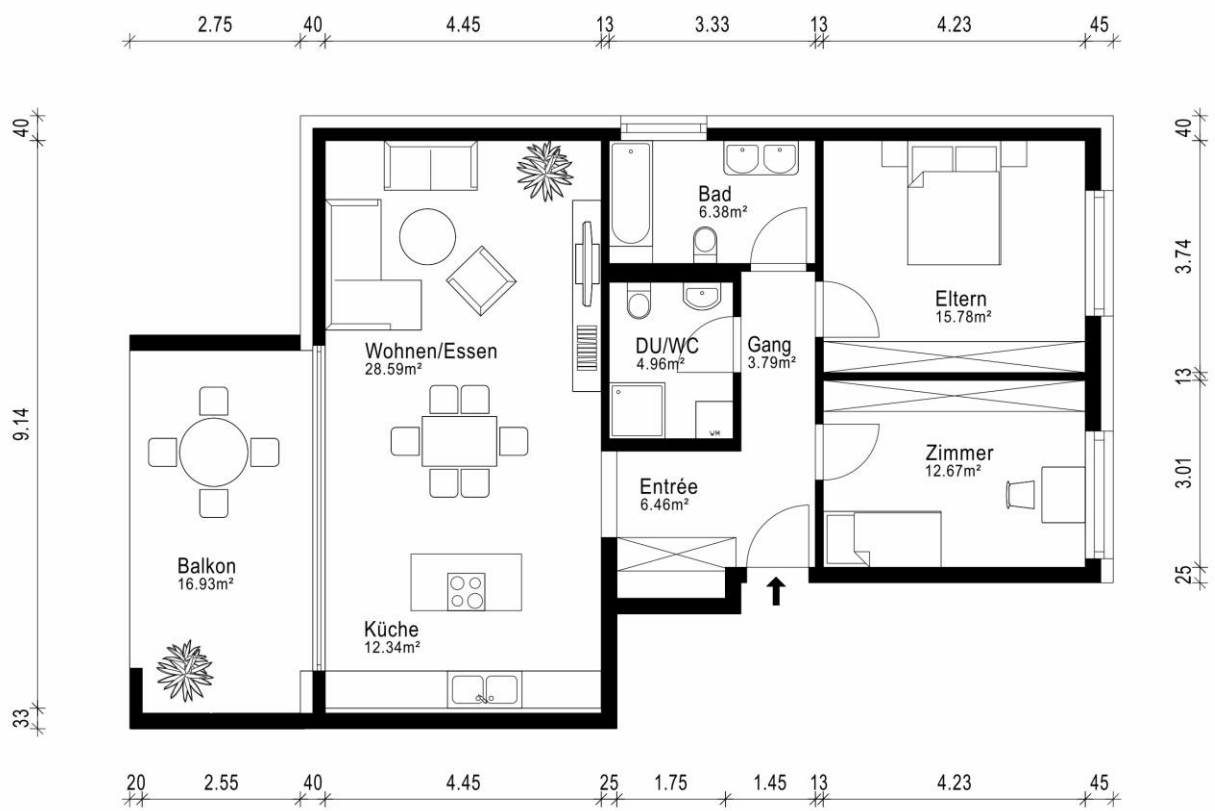 2.75 40 4.45 13 3.33 13 4.23 45
40
9.14
33
40
3.74
13
3.01
25
Bad
6.38m²
Eltern
15.78m²
Wohnen/Essen
28.59m²
DU/WC
4.96m²
Gang
3.79m²
WM
Zimmer
12.67m²
Entrée
6.46m²
Balkon
16.93m²
Küche
12.34m²
20 2.55 40 4.45 25 1.75 1.45 13 4.23 45